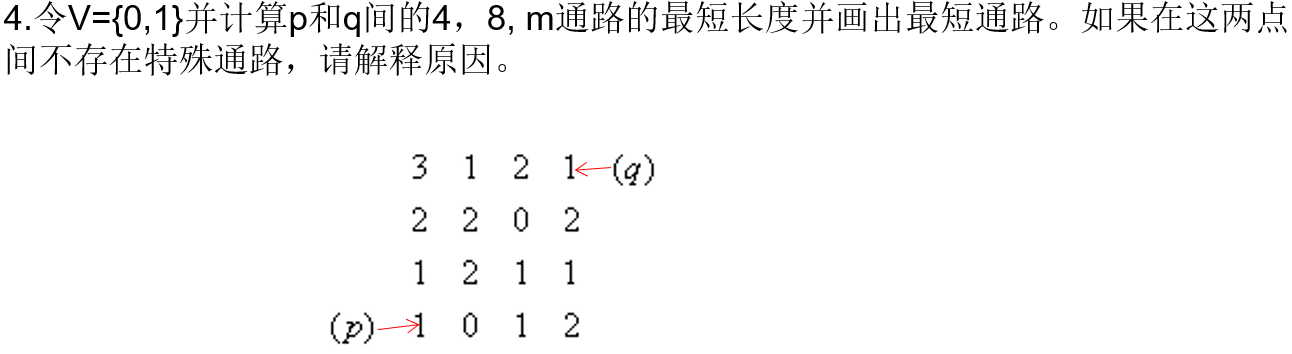 4.令V={0,1}并计算p和q间的4，8, m通路的最短长度并画出最短通路。如果在这两点
间不存在特殊通路，请解释原因。
3 1 2 1 (q)
2 2 0 2
1 2 1 1
(p) 1 0 1 2